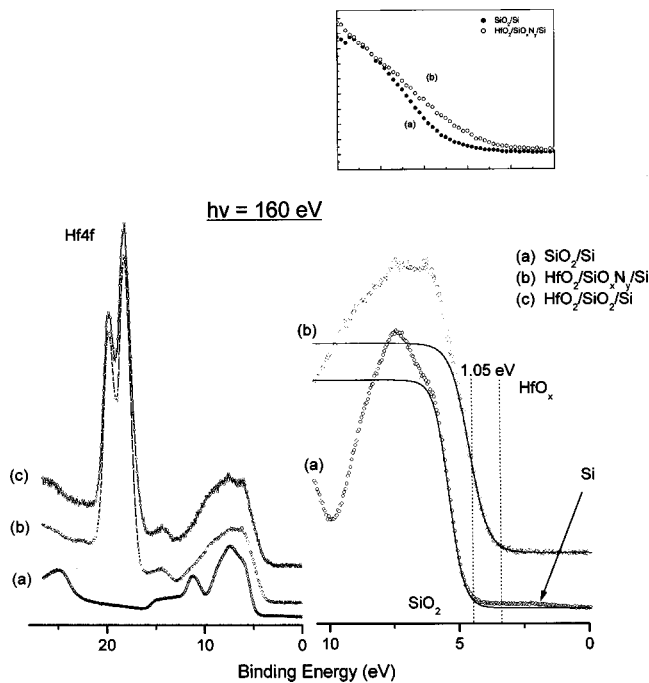 SiO2/Si
HfO2/SiOxNy/Si
(b)
(a)
hν = 160 eV
Hf4f
(a) SiO2/Si
(b) HfO2/SiOxNy/Si
(c) HfO2/SiO2/Si
(b)
1.05 eV
HfOx
(a)
Si
(c)
(b)
(a)
SiO2
20 10 0 10 5 0
Binding Energy (eV)